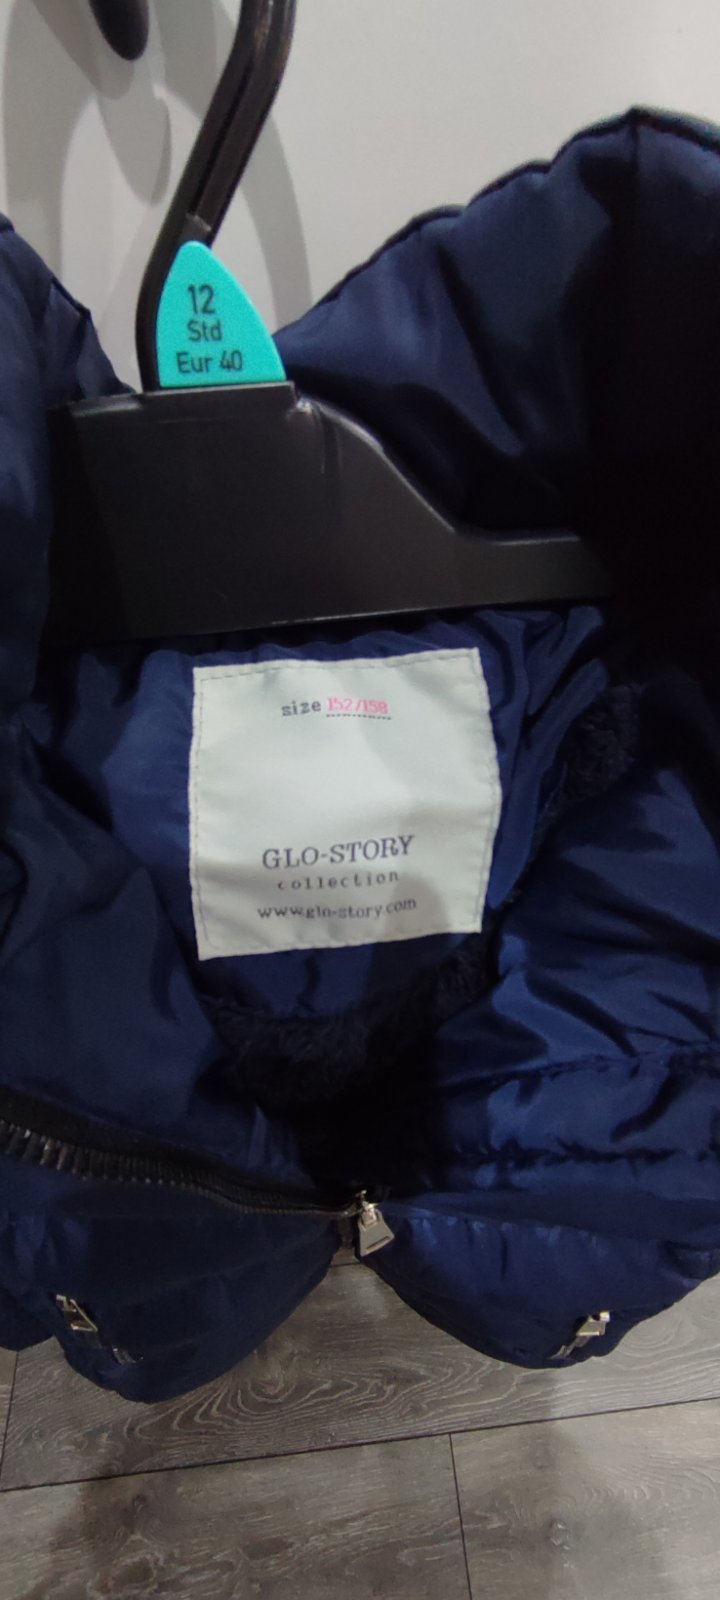 12
Std
Eur 40
size 152/158
GLO-STORY
collection
www.glo-story.com